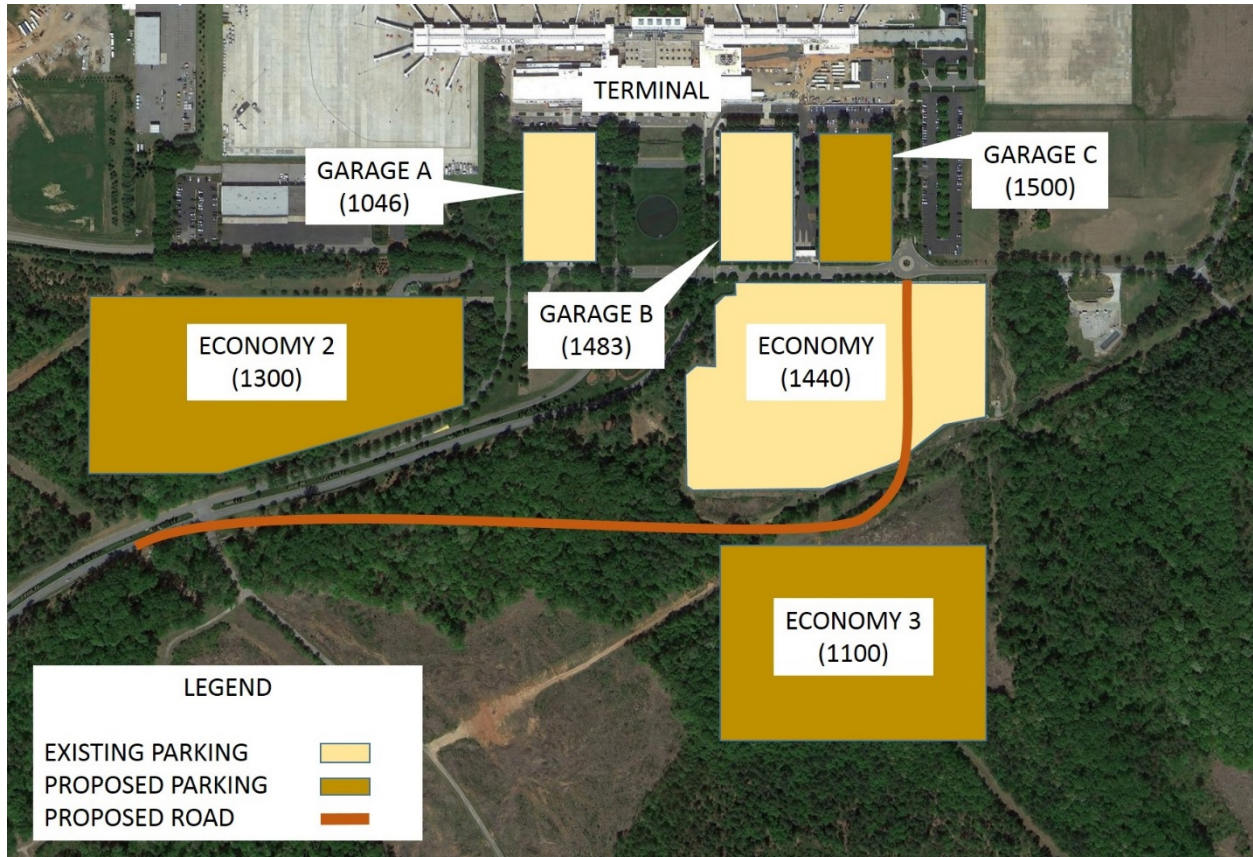 TERMINAL
GARAGE A
(1046)
GARAGE C
(1500)
GARAGE B
(1483)
ECONOMY 2
(1300)
ECONOMY
(1440)
ECONOMY 3
(1100)
LEGEND
EXISTING PARKING
PROPOSED PARKING
PROPOSED ROAD